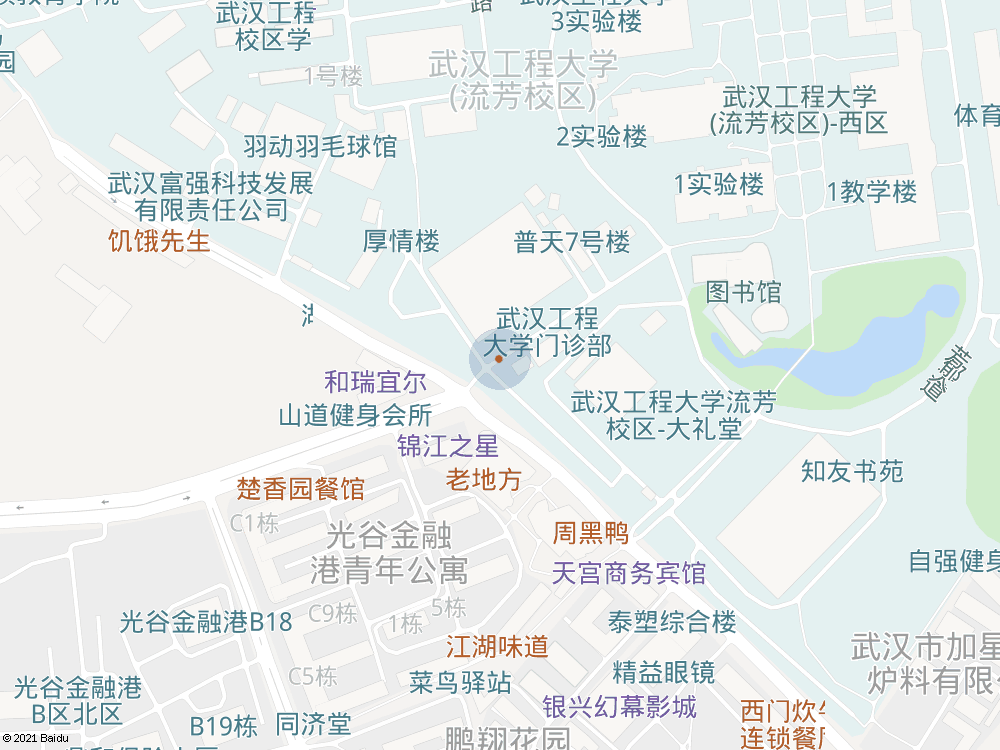 武汉工程
校区学
路
3实验楼
园
1号楼
武汉工程大学
(流芳校区)
武汉工程大学
(流芳校区)-西区
体育
2实验楼
羽动羽毛球馆
武汉富强科技发展
有限责任公司
1实验楼
1教学楼
饥饿先生
厚情楼
普天7号楼
图书馆
武汉工程
大学门诊部
和瑞宜尔
山道健身会所
武汉工程大学流芳
校区-大礼堂
锦江之星
老地方
知友书苑
楚香园餐馆
C1栋
光谷金融
港青年公寓
周黑鸭
天宫商务宾馆
自强健身
C9栋
5栋
1栋
光谷金融港B18
泰塑综合楼
江湖味道
武汉市加星
炉料有限
C5栋
菜鸟驿站
精益眼镜
光谷金融港
B区北区
B19栋
同济堂
银兴幻幕影城
西门炊
连锁餐厅
鹏翔花园
© 2021 Baidu